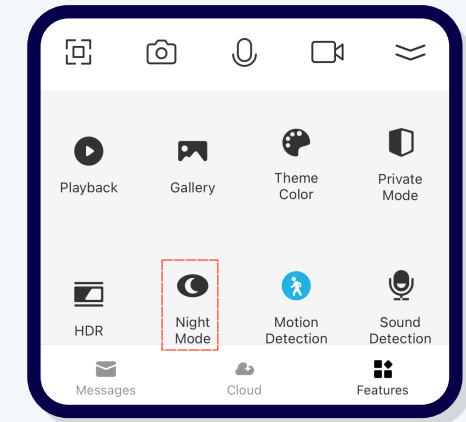 Playback
Gallery
Theme
Color
Private
Mode
HDR
Night
Mode
Motion
Detection
Sound
Detection
Messages
Cloud
Features